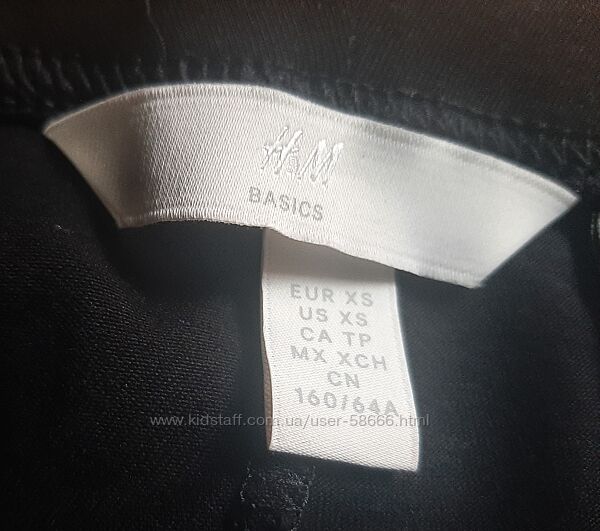 H&M
BASICS
EUR XS
US XS
CA TP
MX XCH
CN
160/64A
www.kidstaff.com.ua/user-58666.html